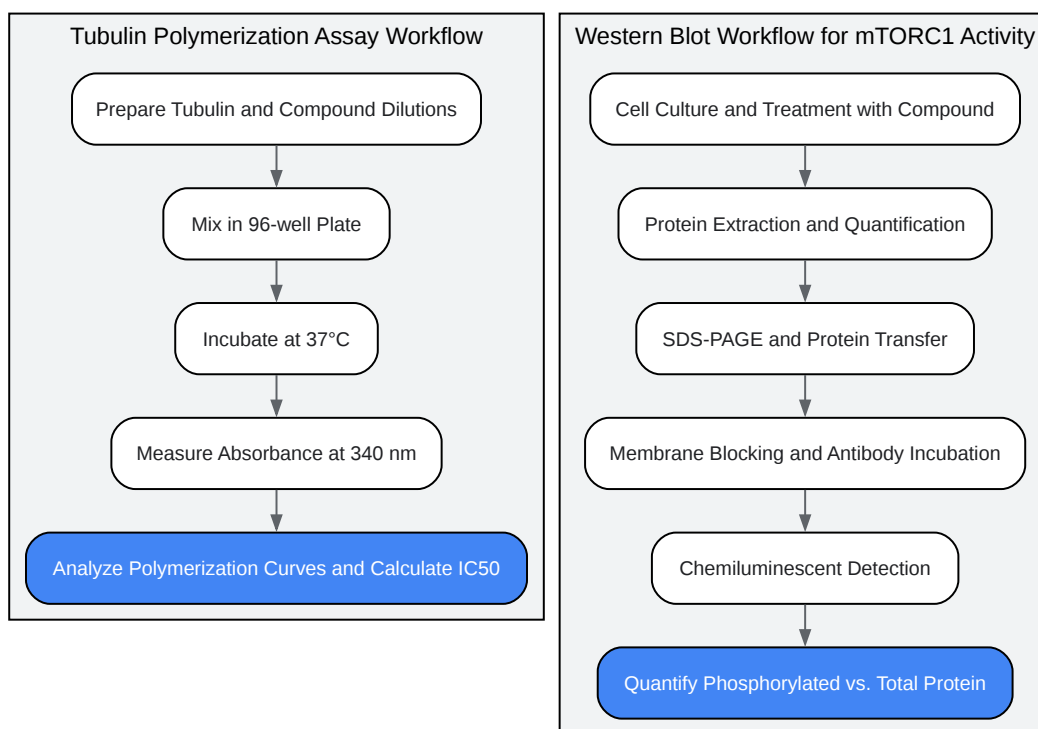 Tubulin Polymerization Assay Workflow
Prepare Tubulin and Compound Dilutions
Mix in 96-well Plate
Incubate at 37°C
Measure Absorbance at 340 nm
Analyze Polymerization Curves and Calculate IC50
Western Blot Workflow for mTORC1 Activity
Cell Culture and Treatment with Compound
Protein Extraction and Quantification
SDS-PAGE and Protein Transfer
Membrane Blocking and Antibody Incubation
Chemiluminescent Detection
Quantify Phosphorylated vs. Total Protein